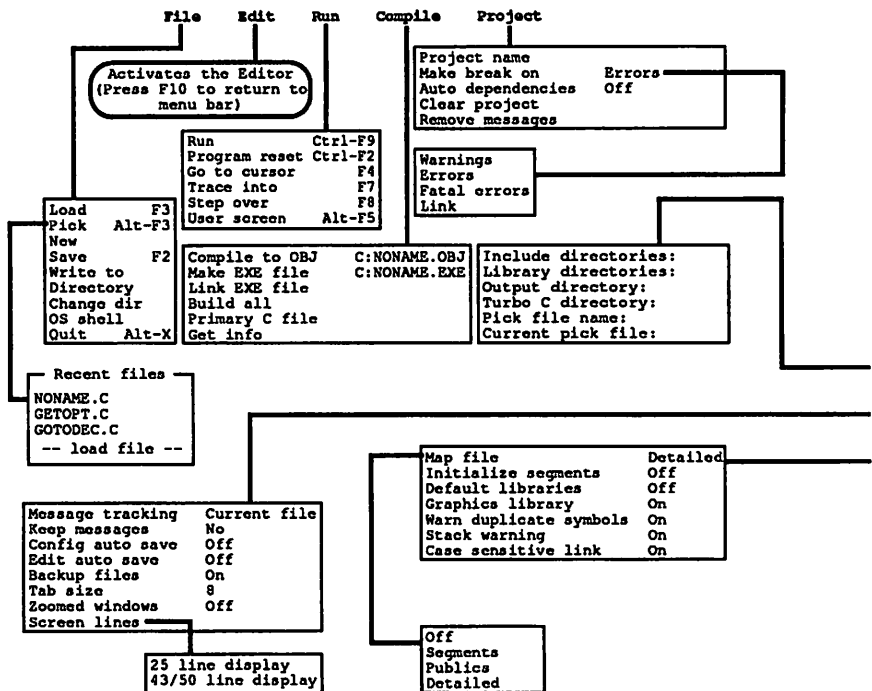 File Edit Run Compile Project
Activates the Editor
(Press F10 to return to
menu bar)
Project name
Make break on Errors
Auto dependencies Off
Clear project
Remove messages
Run Ctrl-F9
Program reset Ctrl-F2
Go to cursor F4
Trace into F7
Step over F8
User screen Alt-F5
Warnings
Errors
Fatal errors
Link
Load F3
Pick Alt-F3
New
Save F2
Write to
Directory
Change dir
OS shell
Quit Alt-X
Compile to OBJ C:NONAME.OBJ
Make EXE file C:NONAME.EXE
Link EXE file
Build all
Primary C file
Get info
Include directories:
Library directories:
Output directory:
Turbo C directory:
Pick file name:
Current pick file:
Recent files
NONAME.C
GETOPT.C
GOTODEC.C
-- load file --
Map file Detailed
Initialize segments Off
Default libraries Off
Graphics library On
Warn duplicate symbols On
Stack warning On
Case sensitive link On
Message tracking Current file
Keep messages No
Config auto save Off
Edit auto save Off
Backup files On
Tab size 8
Zoomed windows Off
Screen lines
25 line display
43/50 line display
Off
Segments
Publics
Detailed